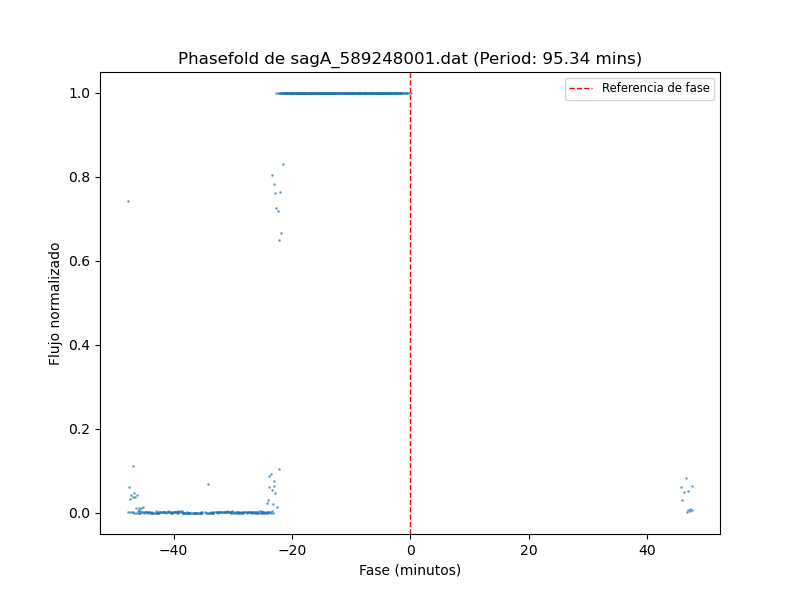 Phasefold de sagA_589248001.dat (Period: 95.34 mins)
Referencia de fase
Flujo normalizado
1.0
0.8
0.6
0.4
0.2
0.0
−40 −20 0 20 40
Fase (minutos)